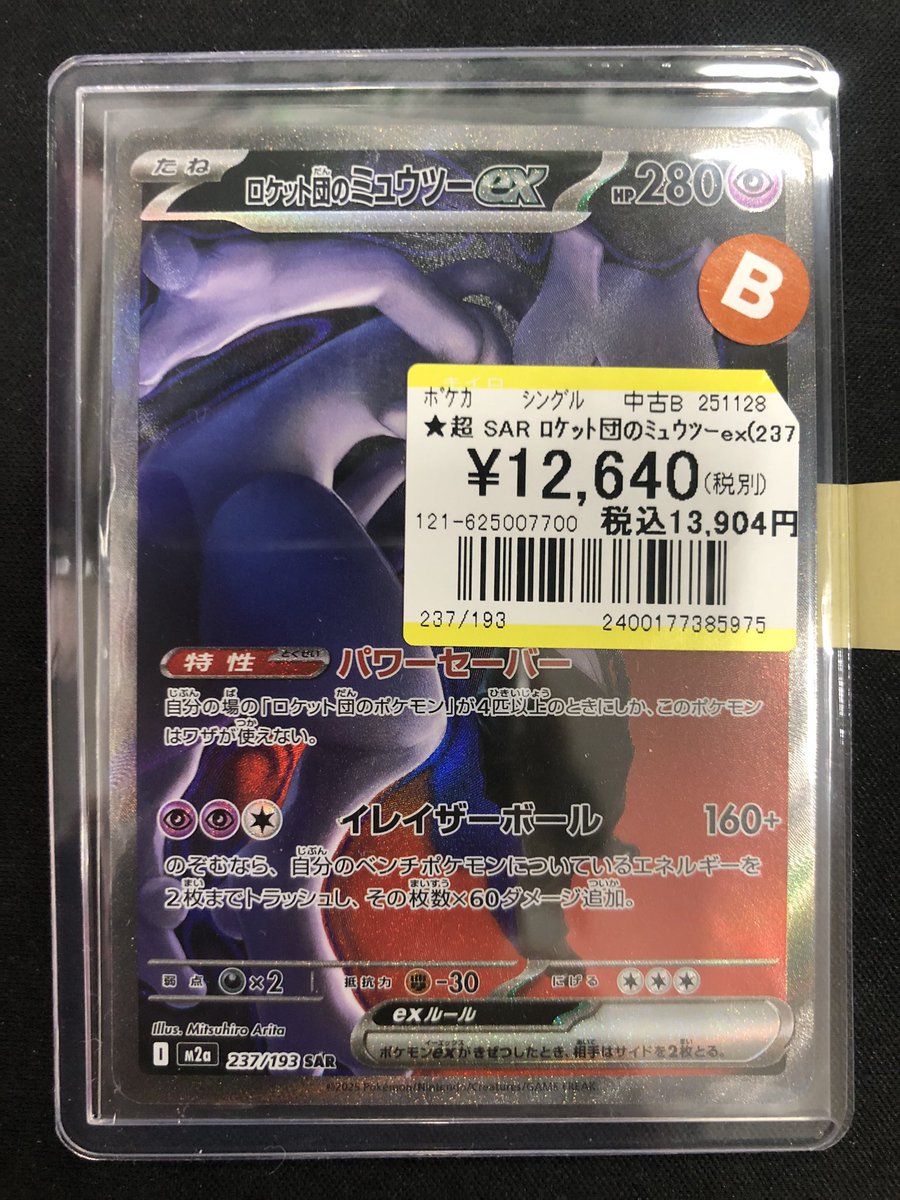 たね
ロケット団のミュウツーex HP280
B
ポケカ シングル 中古B 251128
★超 SAR ロケット団のミュウツーex(237
¥12,640(税別)
121-625007700 税込13,904円
237/193 2400177385975
特性 とくせい パワーセーバー
自分の場の「ロケット団のポケモン」が4匹以上のときにしか、このポケモン
はワザが使えない。
イレイザーボール 160+
のぞむなら、自分のベンチポケモンについているエネルギーを
2枚までトラッシュし、その枚数×60ダメージ追加。
弱点 ×2 抵抗力 -30 にげる
exルール
ポケモンexがきぜつしたとき、相手はサイドを2枚とる。
Illus. Mitsuhiro Arita
I m2a 237/193 SAR
©2025 Pokémon/Nintendo/Creatures/GAME FREAK